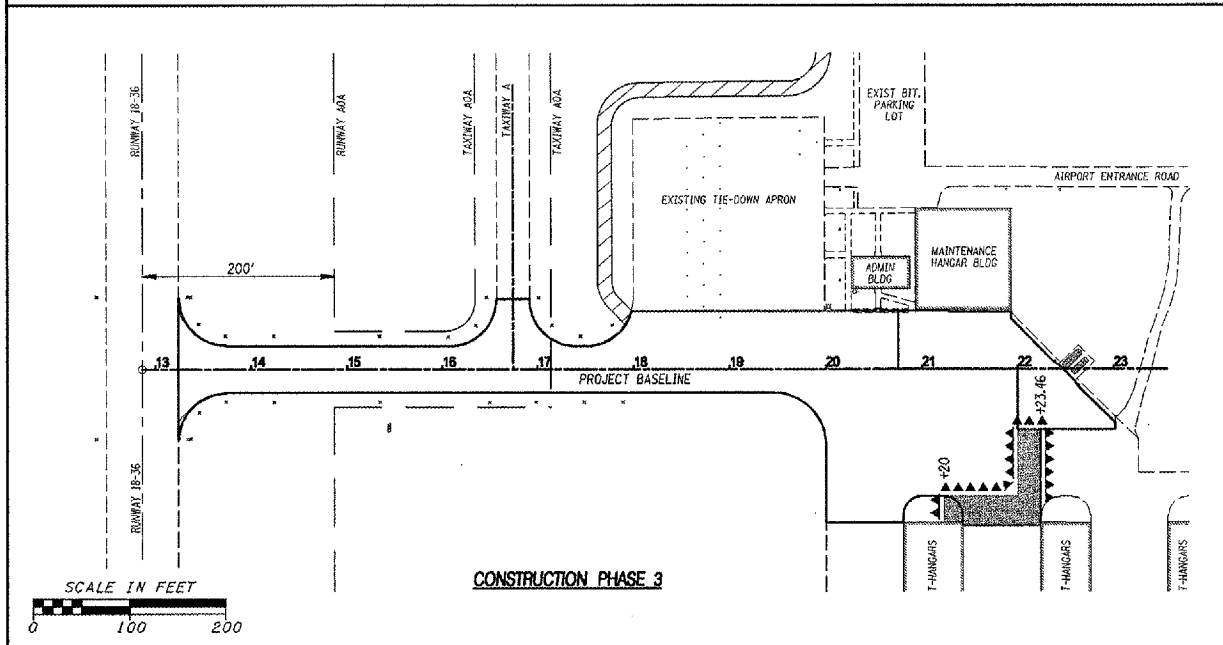 RUNWAY 18-36
RUNWAY AOA
TAXIWAY AOA
TAXIWAY A
TAXIWAY AOA
EXIST BIT.
PARKING
LOT
AIRPORT ENTRANCE ROAD
EXISTING TIE-DOWN APRON
MAINTENANCE
HANGAR BLDG
ADMIN
BLDG
200'
13
14
15
16
17
18
19
20
21
22
23
PROJECT BASELINE
+23.46
+20
RUNWAY 18-36
T-HANGARS
T-HANGARS
T-HANGARS
CONSTRUCTION PHASE 3
SCALE IN FEET
0 100 200